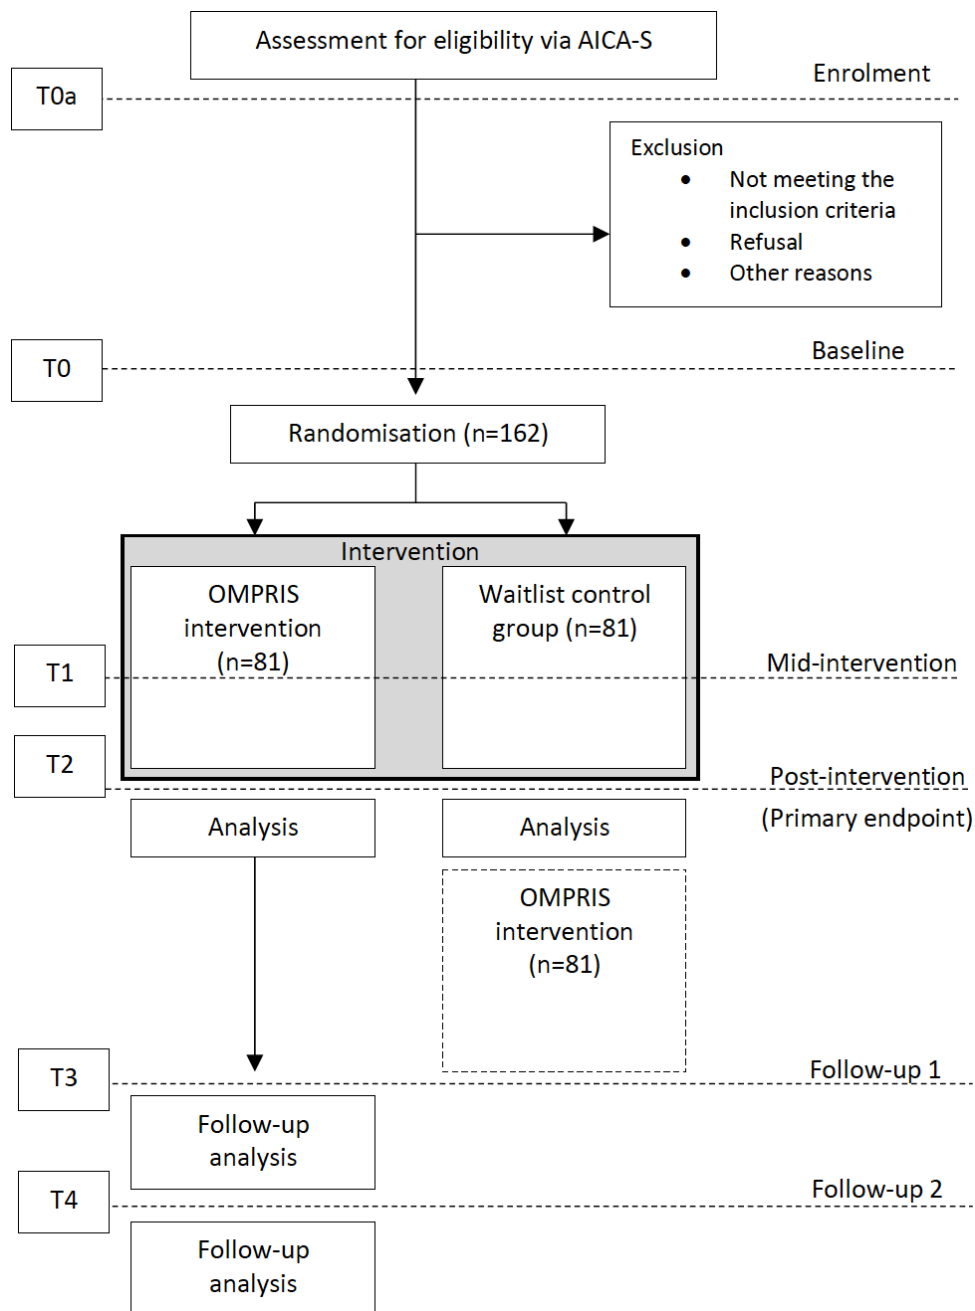 Assessment for eligibility via AICA-S
Enrolment
T0a
Exclusion
• Not meeting the
inclusion criteria
• Refusal
• Other reasons
Baseline
T0
Randomisation (n=162)
Intervention
OMPRIS
intervention
(n=81)
Waitlist control
group (n=81)
T1
Mid-intervention
T2
Post-intervention
(Primary endpoint)
Analysis
Analysis
OMPRIS
intervention
(n=81)
T3
Follow-up 1
Follow-up
analysis
T4
Follow-up 2
Follow-up
analysis